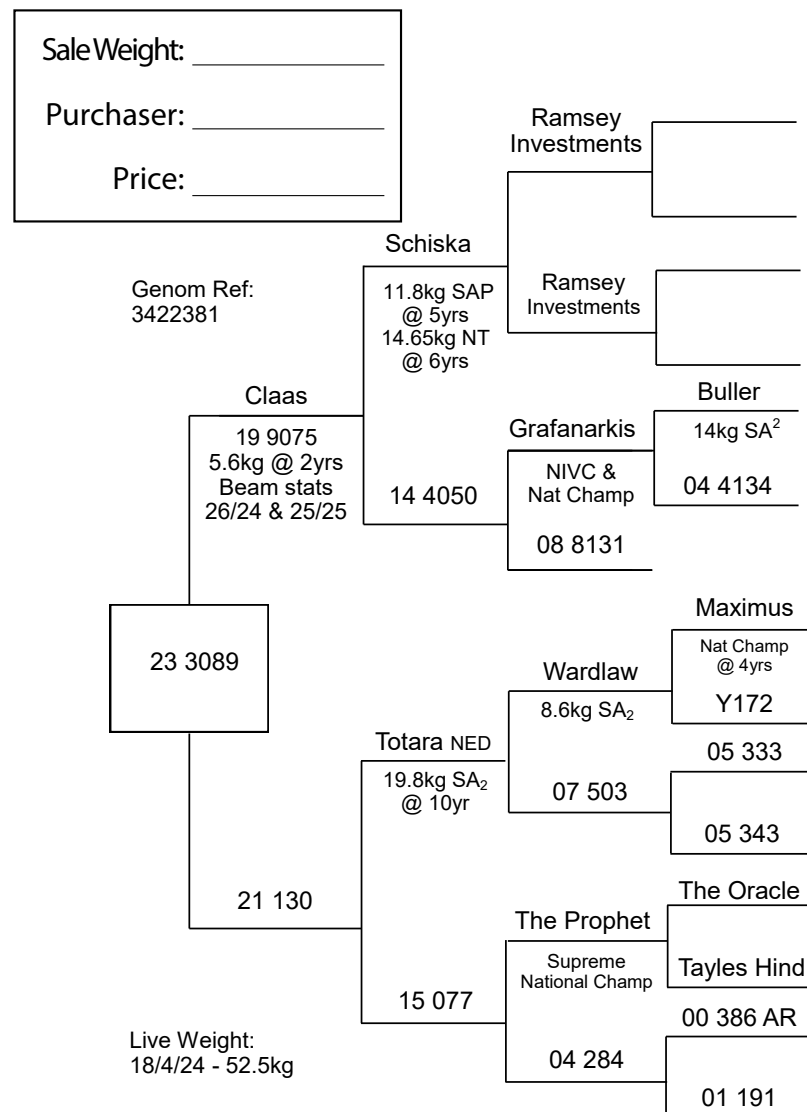 Sale Weight:
Purchaser:
Price:
Genom Ref:
3422381
Ramsey
Investments
Schiska
11.8kg SAP
@ 5yrs
14.65kg NT
@ 6yrs
Ramsey
Investments
Claas
19 9075
5.6kg @ 2yrs
Beam stats
26/24 & 25/25
14 4050
Grafanarkis
NIVC &
Nat Champ
08 8131
Buller
14kg SA²
04 4134
23 3089
Maximus
Nat Champ
@ 4yrs
Y172
Wardlaw
8.6kg SA₂
Totara NED
19.8kg SA₂
@ 10yr
07 503
05 333
05 343
21 130
The Oracle
The Prophet
Supreme
National Champ
Tayles Hind
15 077
00 386 AR
04 284
01 191
Live Weight:
18/4/24 - 52.5kg